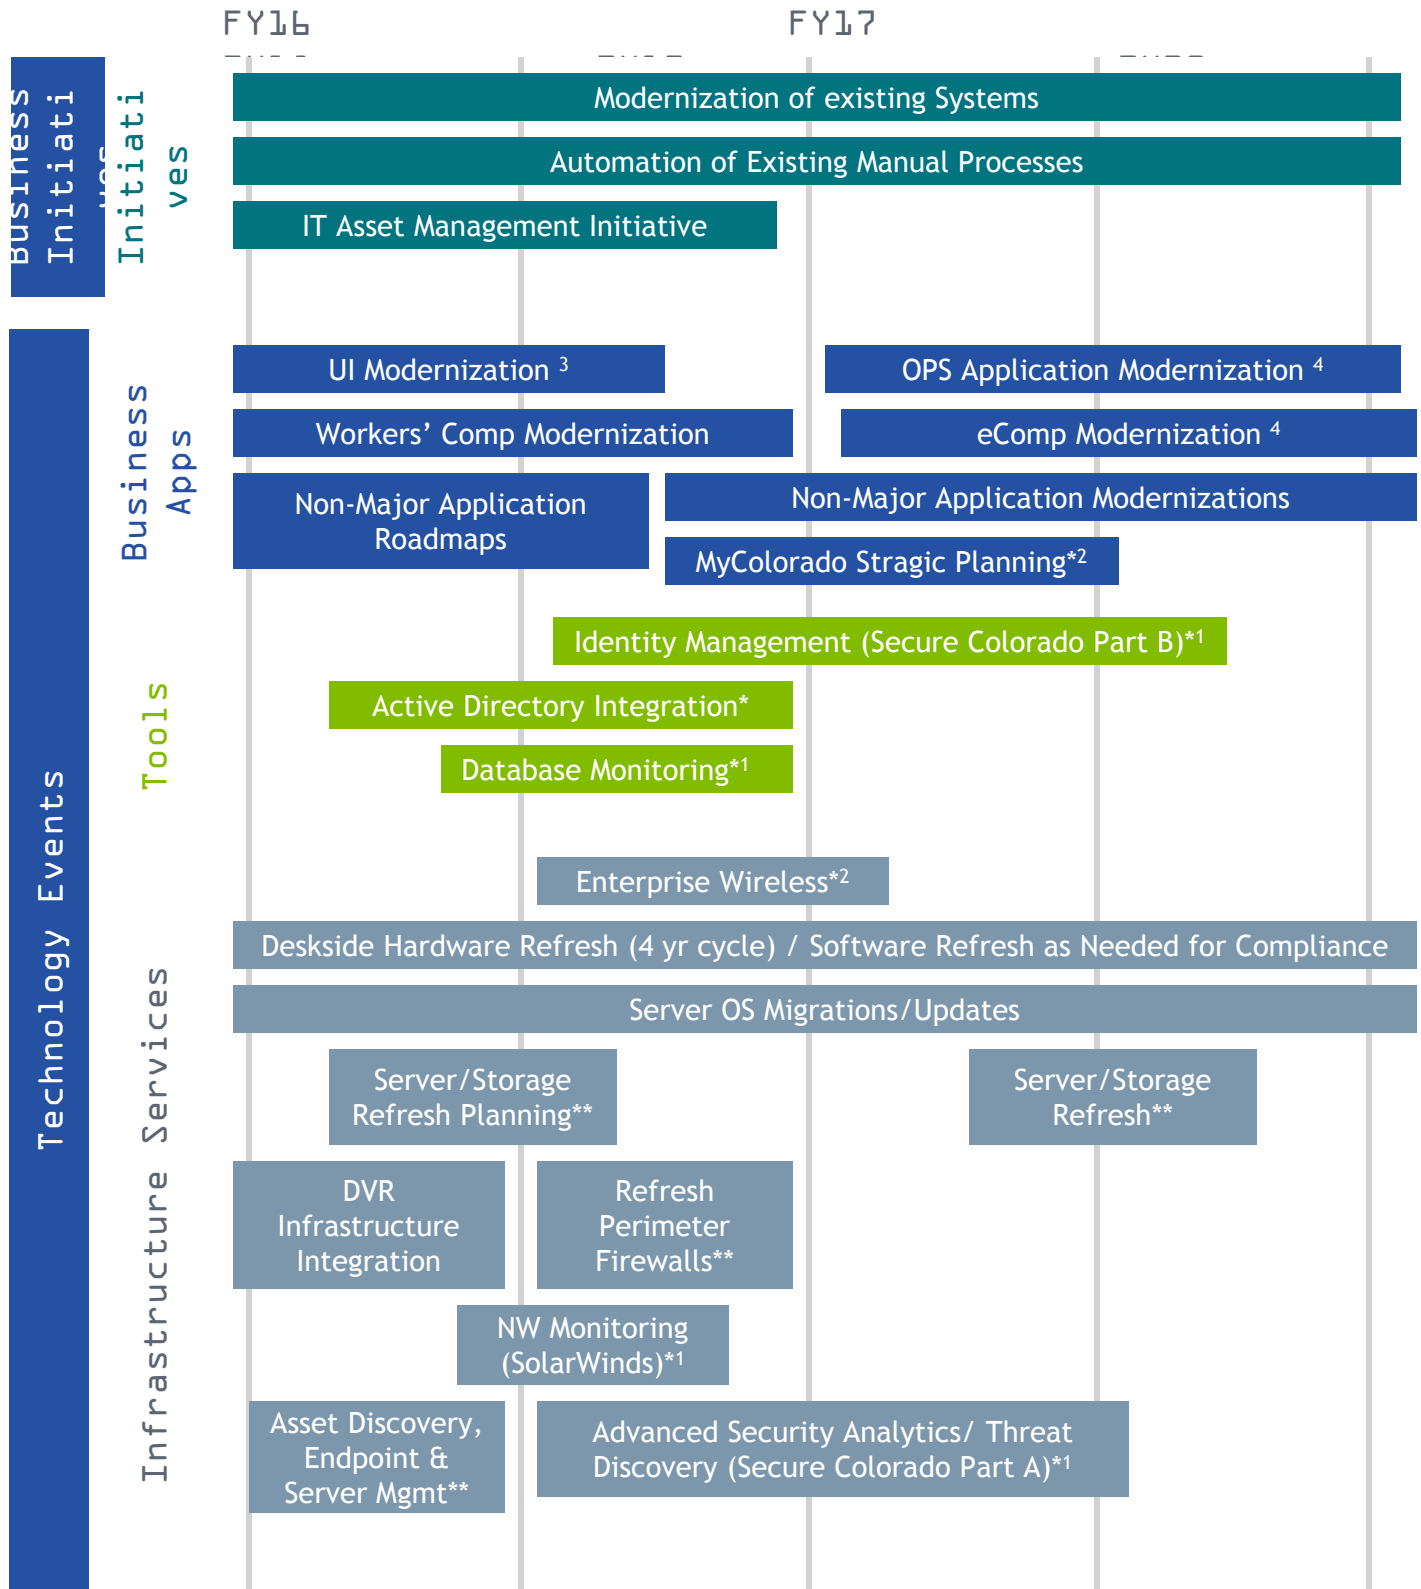 FY16
FY17
Business
Initiati
Initiati
ves
Modernization of existing Systems
Automation of Existing Manual Processes
IT Asset Management Initiative
Technology Events
Business
Apps
UI Modernization ³
OPS Application Modernization ⁴
Workers’ Comp Modernization
eComp Modernization ⁴
Non-Major Application
Roadmaps
Non-Major Application Modernizations
MyColorado Stragic Planning*²
Tools
Identity Management (Secure Colorado Part B)*¹
Active Directory Integration*
Database Monitoring*¹
Infrastructure Services
Enterprise Wireless*²
Deskside Hardware Refresh (4 yr cycle) / Software Refresh as Needed for Compliance
Server OS Migrations/Updates
Server/Storage
Refresh Planning**
Server/Storage
Refresh**
DVR
Infrastructure
Integration
Refresh
Perimeter
Firewalls**
NW Monitoring
(SolarWinds)*¹
Asset Discovery,
Endpoint &
Server Mgmt**
Advanced Security Analytics/ Threat
Discovery (Secure Colorado Part A)*¹